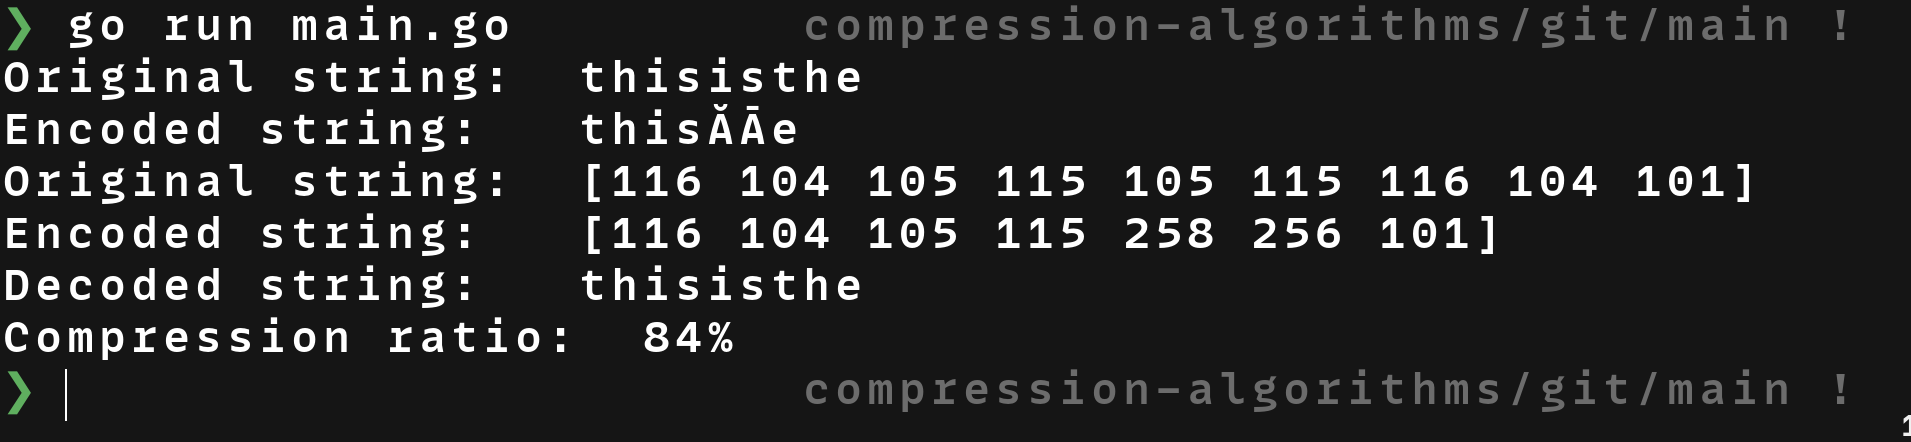 ❯ go run main.go compression-algorithms/git/main !
Original string: thisisthe
Encoded string: thisĂĀe
Original string: [116 104 105 115 105 115 116 104 101]
Encoded string: [116 104 105 115 258 256 101]
Decoded string: thisisthe
Compression ratio: 84%
❯ compression-algorithms/git/main !